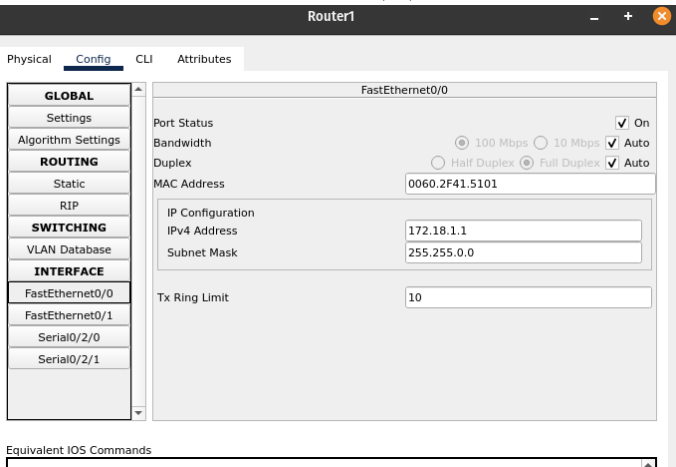 Router1
Physical Config CLI Attributes
GLOBAL
Settings
Algorithm Settings
ROUTING
Static
RIP
SWITCHING
VLAN Database
INTERFACE
FastEthernet0/0
FastEthernet0/1
Serial0/2/0
Serial0/2/1
FastEthernet0/0
Port Status On
Bandwidth 100 Mbps 10 Mbps Auto
Duplex Half Duplex Full Duplex Auto
MAC Address 0060.2F41.5101
IP Configuration
IPv4 Address 172.18.1.1
Subnet Mask 255.255.0.0
Tx Ring Limit 10
Equivalent IOS Commands